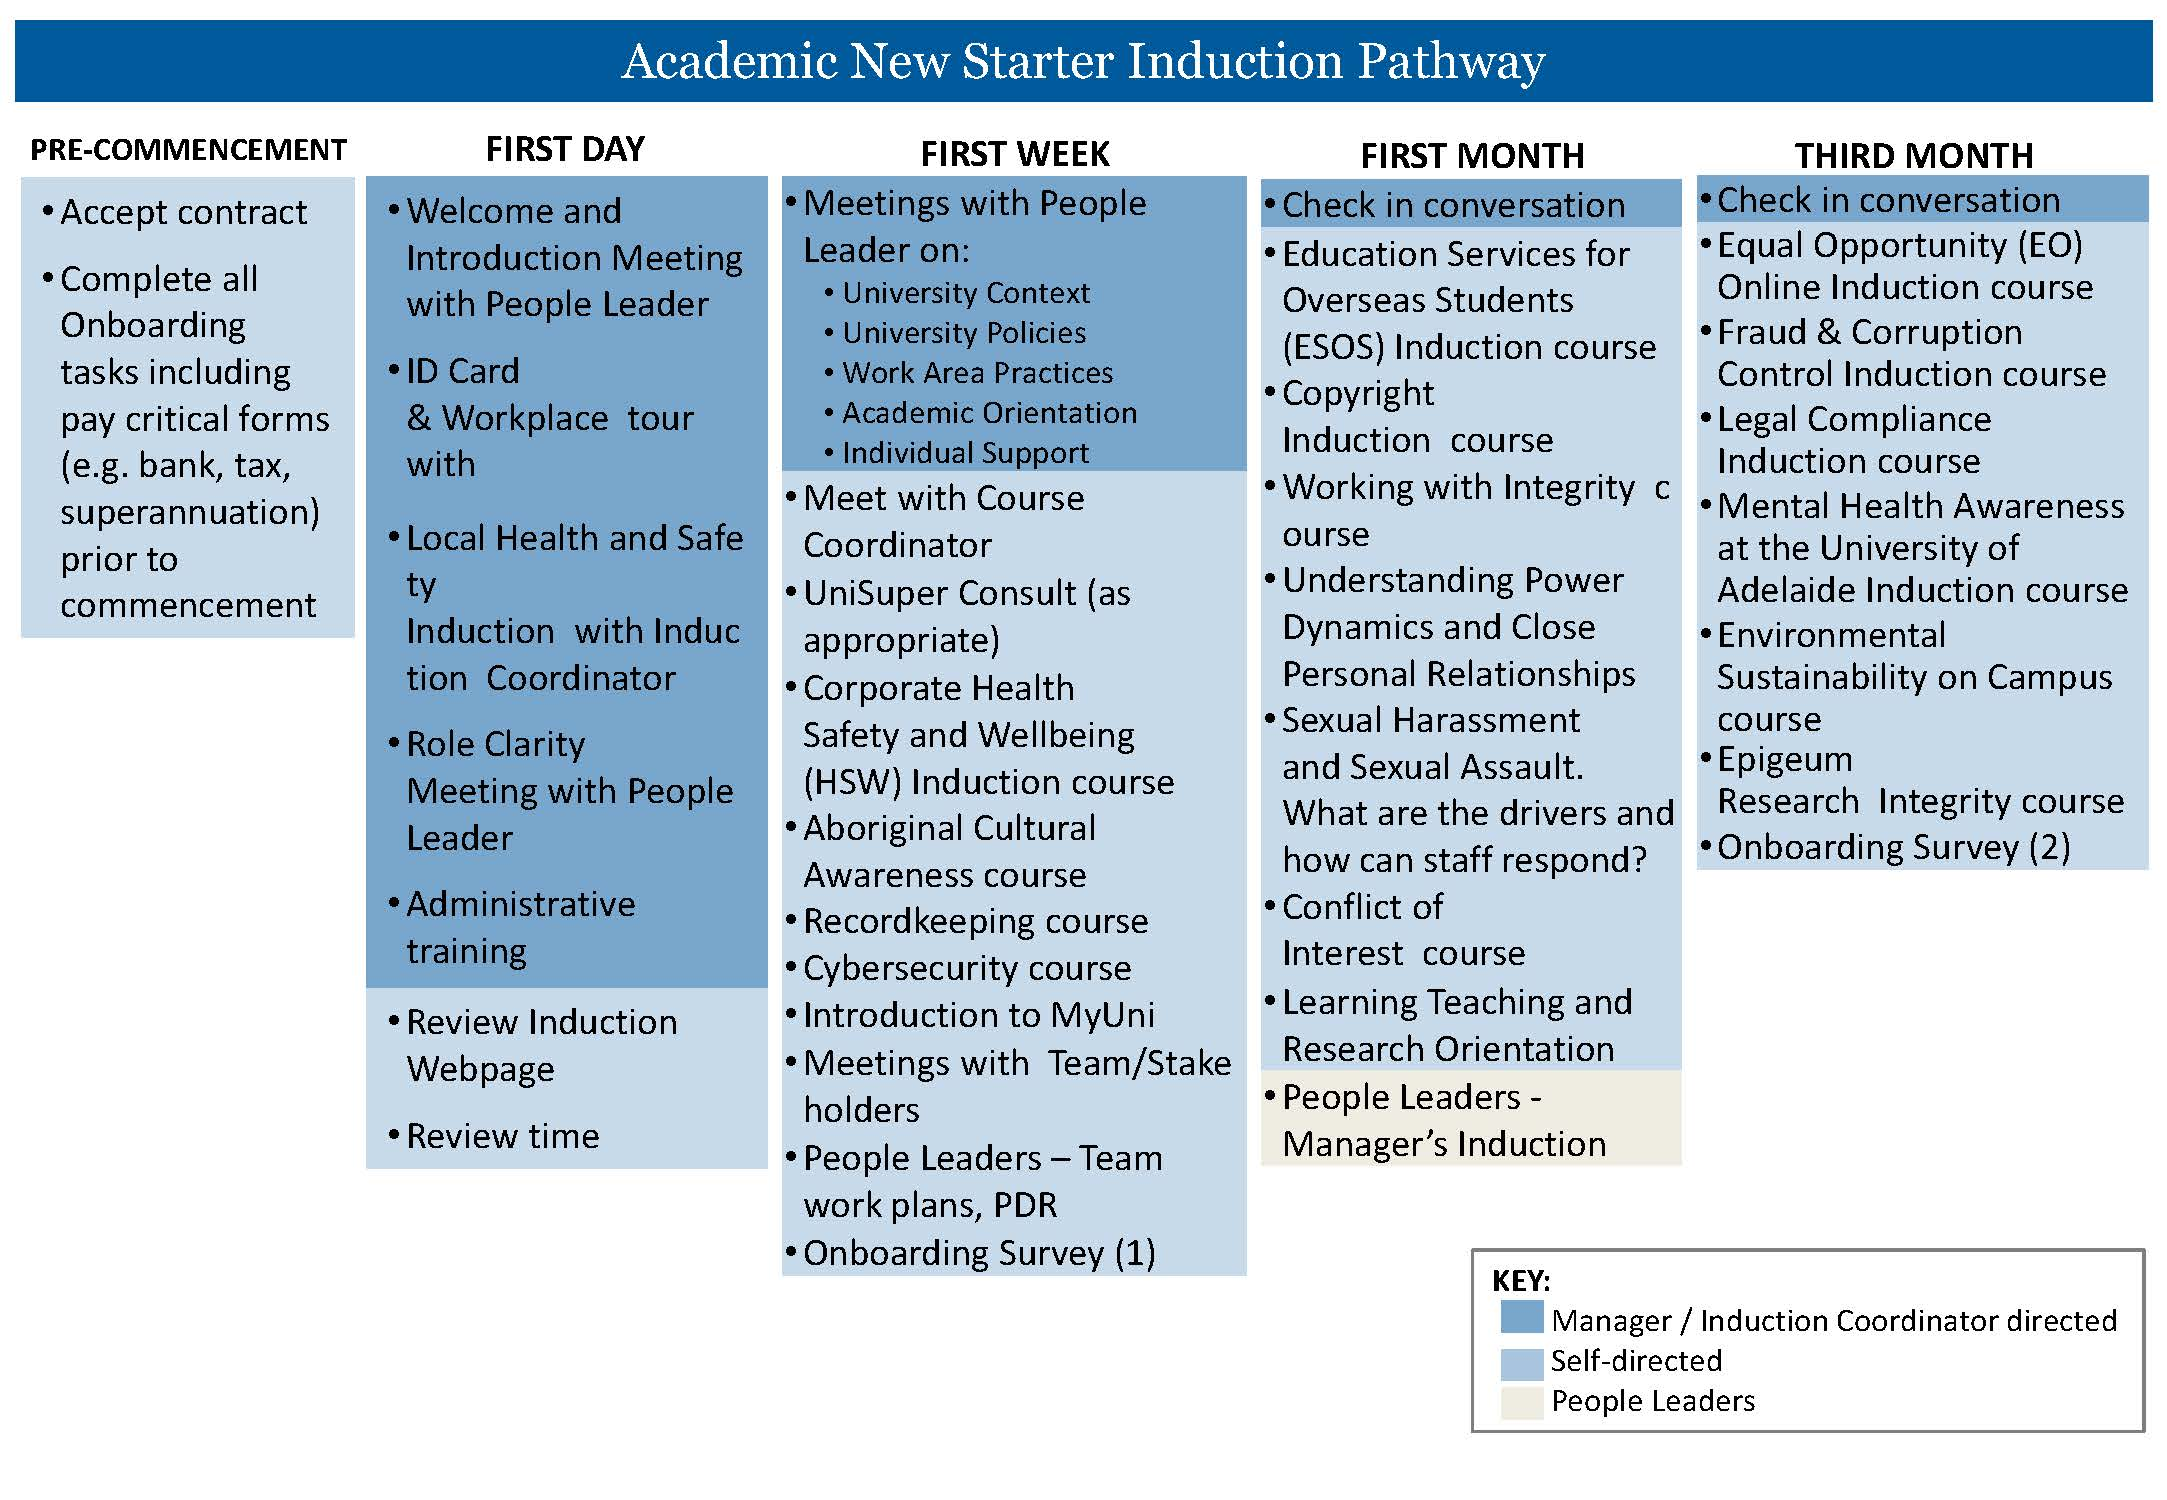 Academic New Starter Induction Pathway
PRE-COMMENCEMENT
• Accept contract
• Complete all
Onboarding
tasks including
pay critical forms
(e.g. bank, tax,
superannuation)
prior to
commencement
FIRST DAY
• Welcome and
Introduction Meeting
with People Leader
• ID Card
& Workplace tour
with
• Local Health and Safe
ty
Induction with Induc
tion Coordinator
• Role Clarity
Meeting with People
Leader
• Administrative
training
• Review Induction
Webpage
• Review time
FIRST WEEK
• Meetings with People
Leader on:
• University Context
• University Policies
• Work Area Practices
• Academic Orientation
• Individual Support
• Meet with Course
Coordinator
• UniSuper Consult (as
appropriate)
• Corporate Health
Safety and Wellbeing
(HSW) Induction course
• Aboriginal Cultural
Awareness course
• Recordkeeping course
• Cybersecurity course
• Introduction to MyUni
• Meetings with Team/Stake
holders
• People Leaders – Team
work plans, PDR
• Onboarding Survey (1)
FIRST MONTH
• Check in conversation
• Education Services for
Overseas Students
(ESOS) Induction course
• Copyright
Induction course
• Working with Integrity c
ourse
• Understanding Power
Dynamics and Close
Personal Relationships
• Sexual Harassment
and Sexual Assault.
What are the drivers and
how can staff respond?
• Conflict of
Interest course
• Learning Teaching and
Research Orientation
• People Leaders -
Manager’s Induction
THIRD MONTH
• Check in conversation
• Equal Opportunity (EO)
Online Induction course
• Fraud & Corruption
Control Induction course
• Legal Compliance
Induction course
• Mental Health Awareness
at the University of
Adelaide Induction course
• Environmental
Sustainability on Campus
course
• Epigeum
Research Integrity course
• Onboarding Survey (2)
KEY:
Manager / Induction Coordinator directed
Self-directed
People Leaders